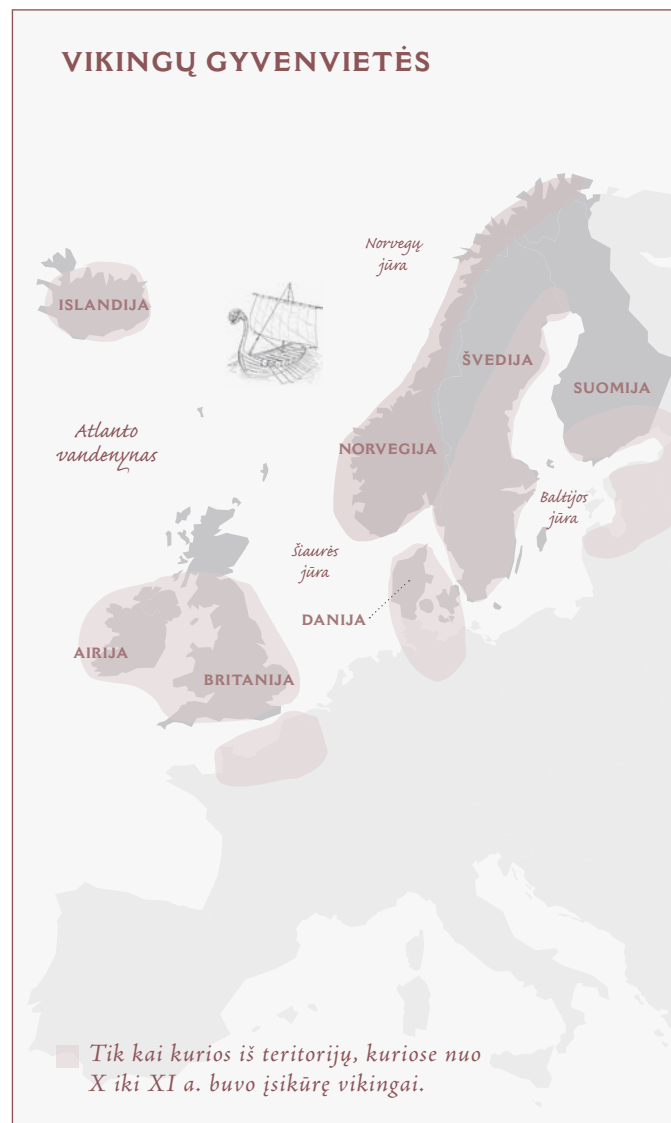 VIKINGŲ GYVENVIETĖS
Norvegų
jūra
ISLANDIJA
ŠVEDIJA
SUOMIJA
Atlanto
vandenynas
NORVEGIJA
Baltijos
jūra
Šiaurės
jūra
DANIJA
AIRIJA
BRITANIJA
Tik kai kurios iš teritorijų, kuriose nuo
X iki XI a. buvo įsikūrę vikingai.